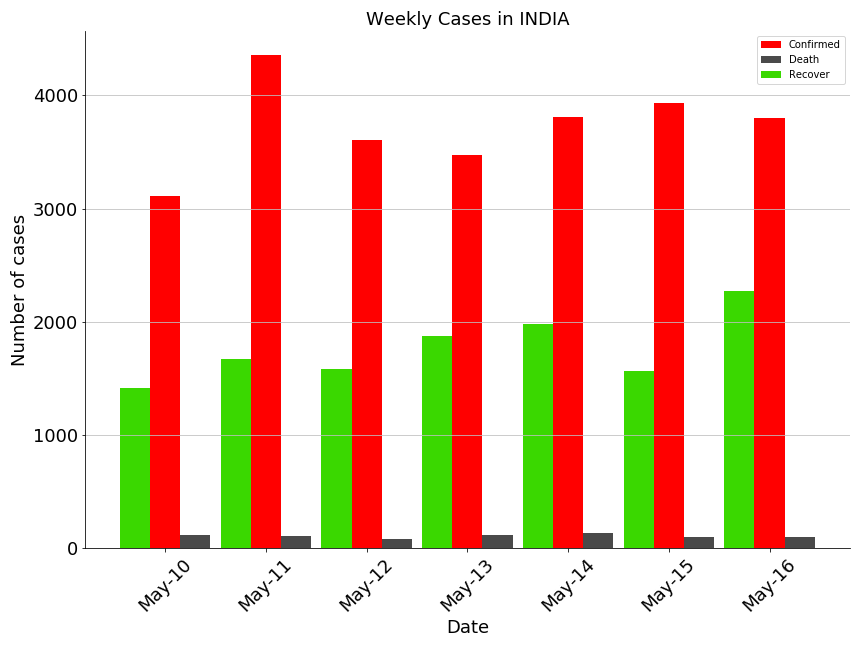 Weekly Cases in INDIA
Confirmed
Death
Recover
Number of cases
4000
3000
2000
1000
0
May-10
May-11
May-12
May-13
May-14
May-15
May-16
Date